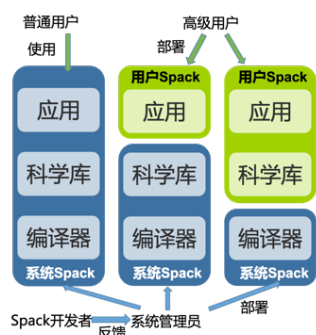 普通用户
高级用户
使用
部署
用户Spack
用户Spack
应用
应用
应用
科学库
科学库
科学库
编译器
编译器
编译器
系统Spack
系统Spack
系统Spack
Spack开发者
系统管理员
部署
反馈